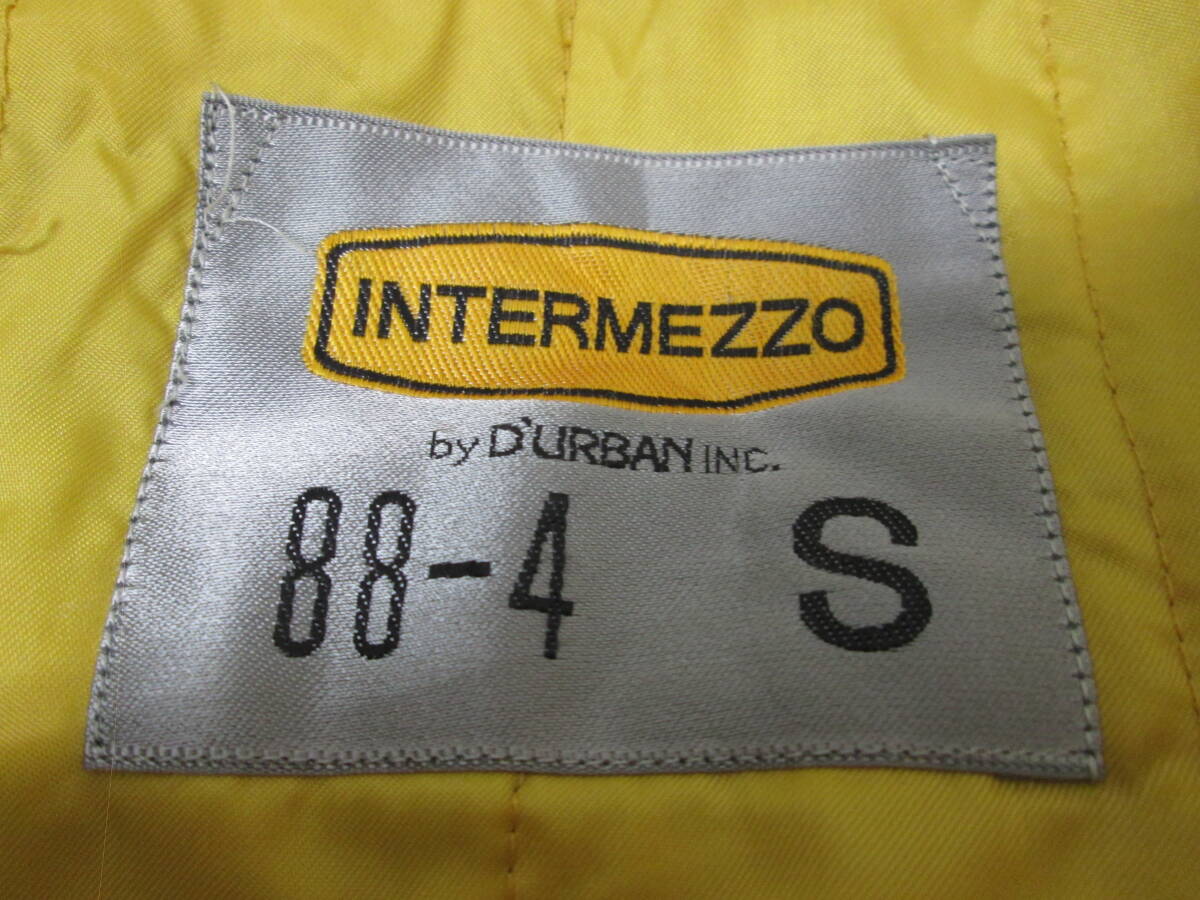 INTERMEZZO
by D'URBAN INC.
88-4 S